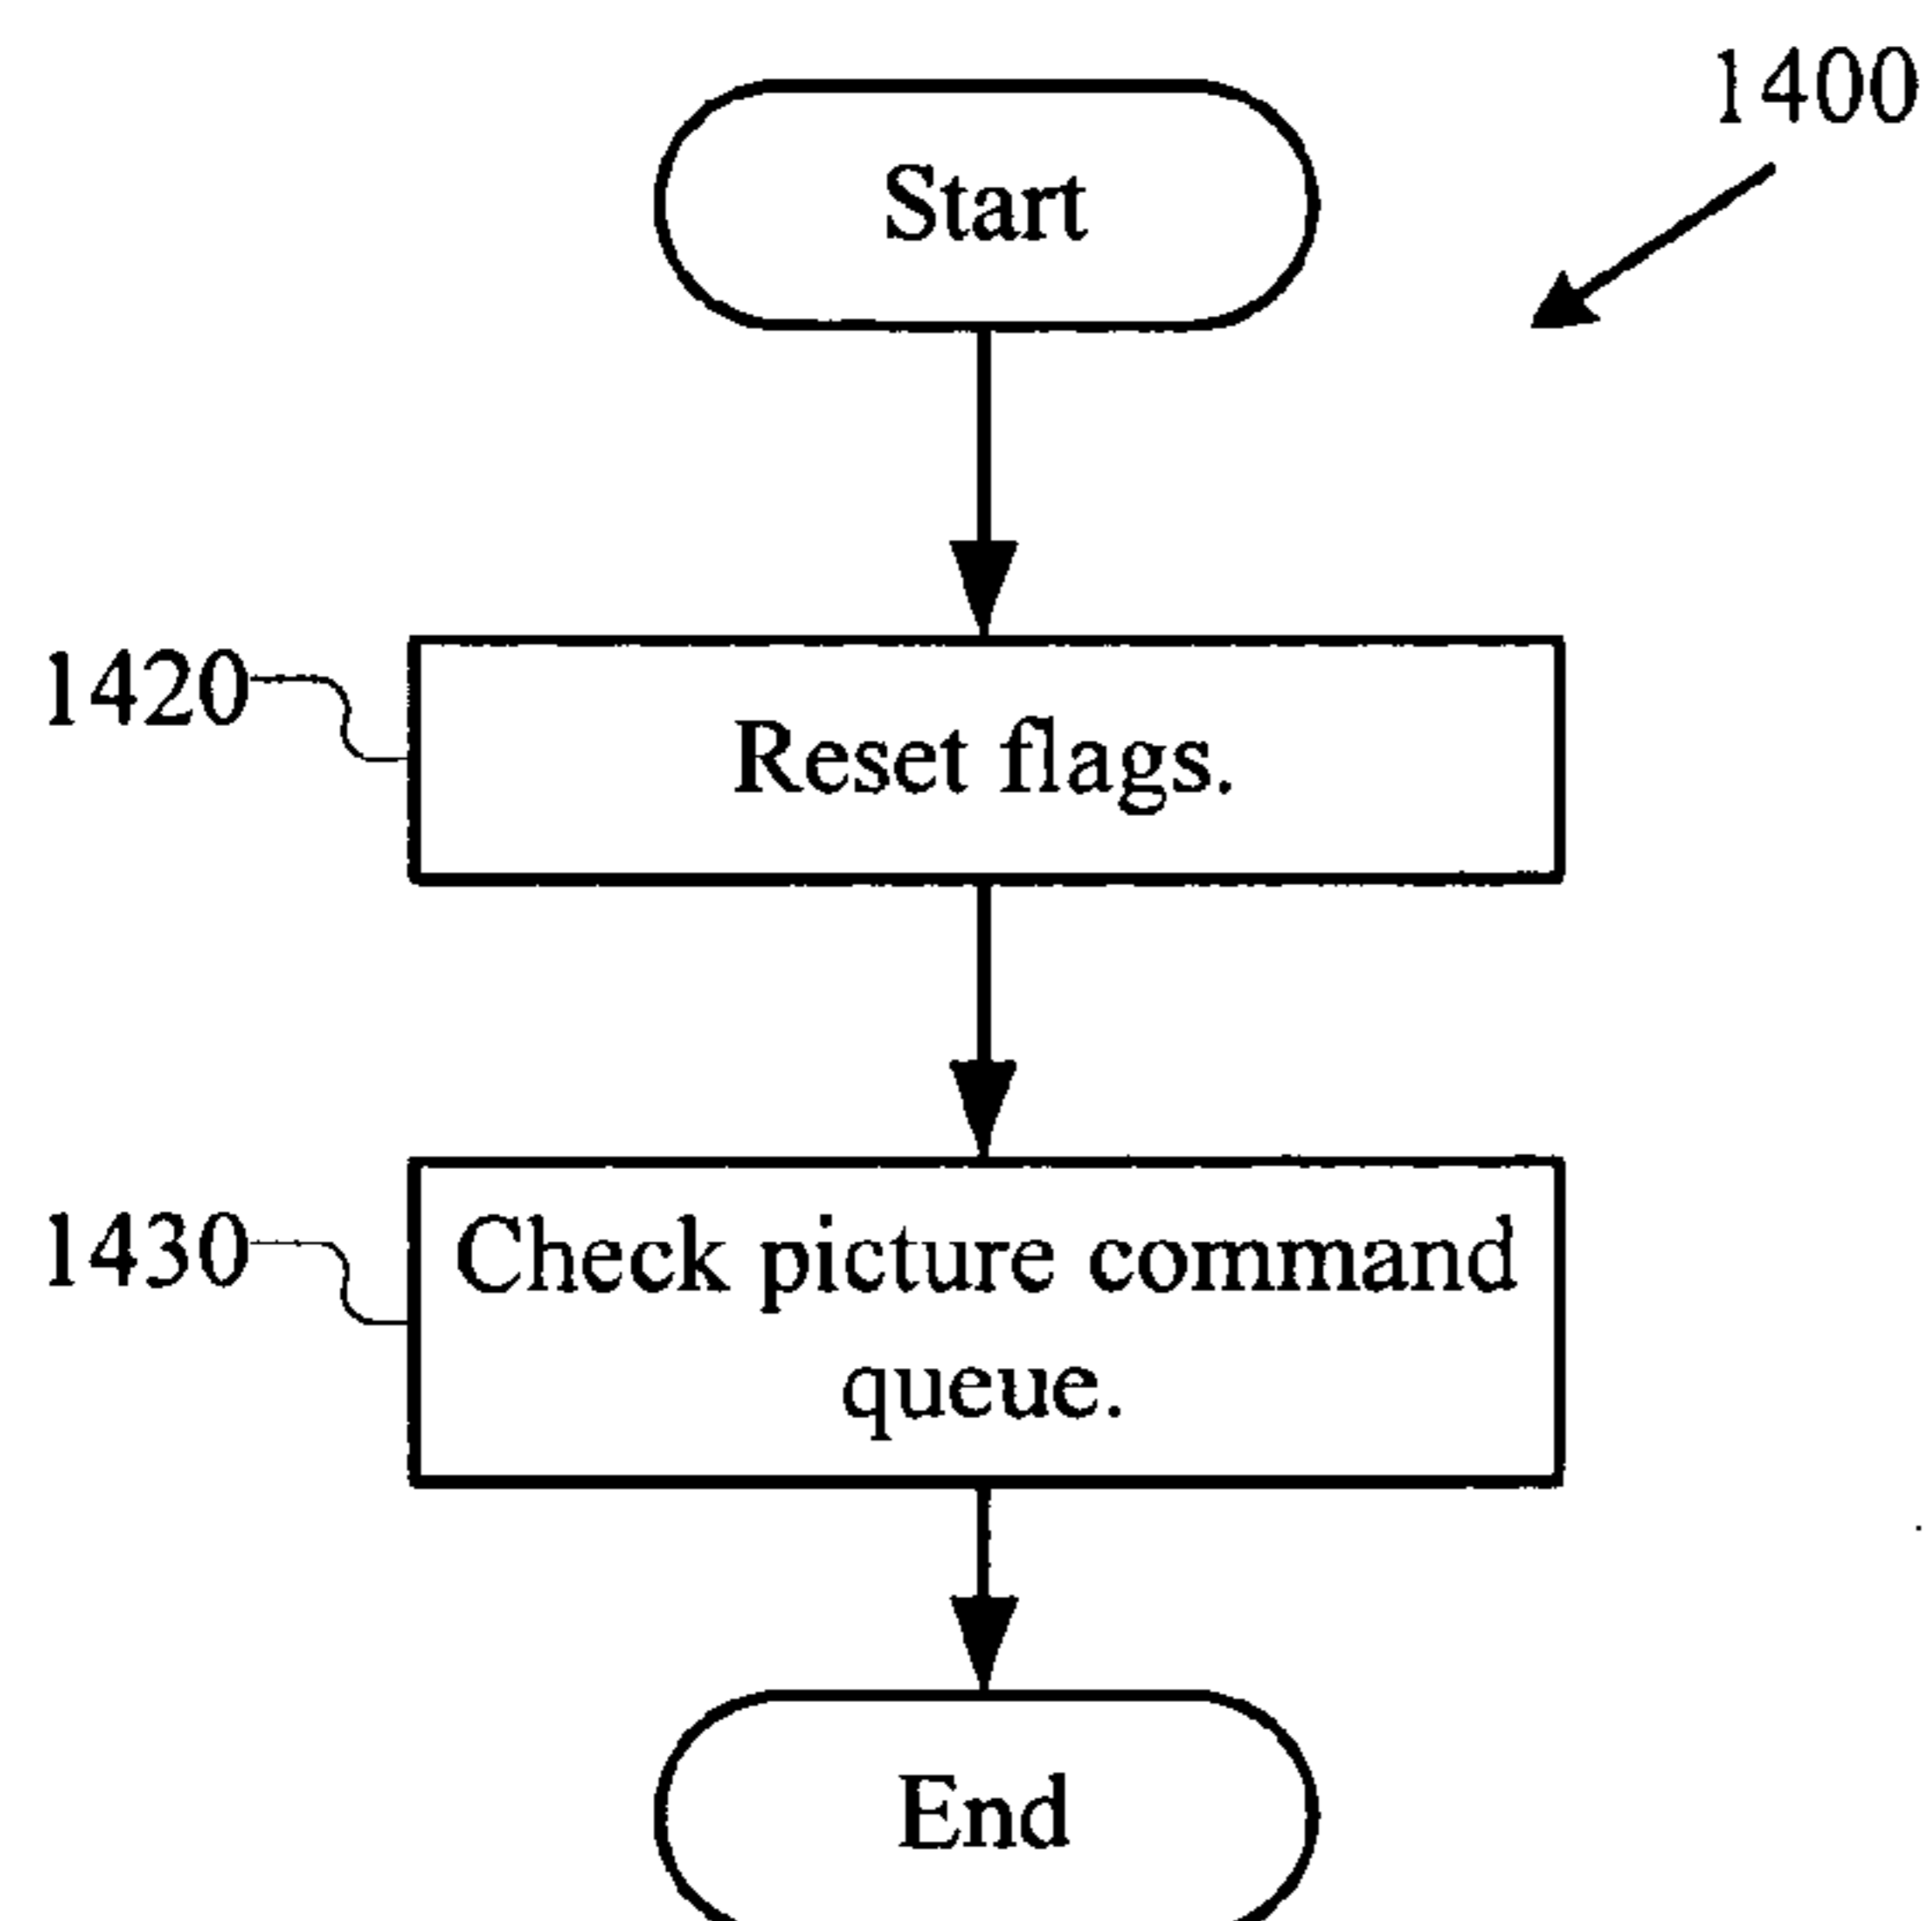 1400
Start
1420
Reset flags.
1430
Check picture command
queue.
End